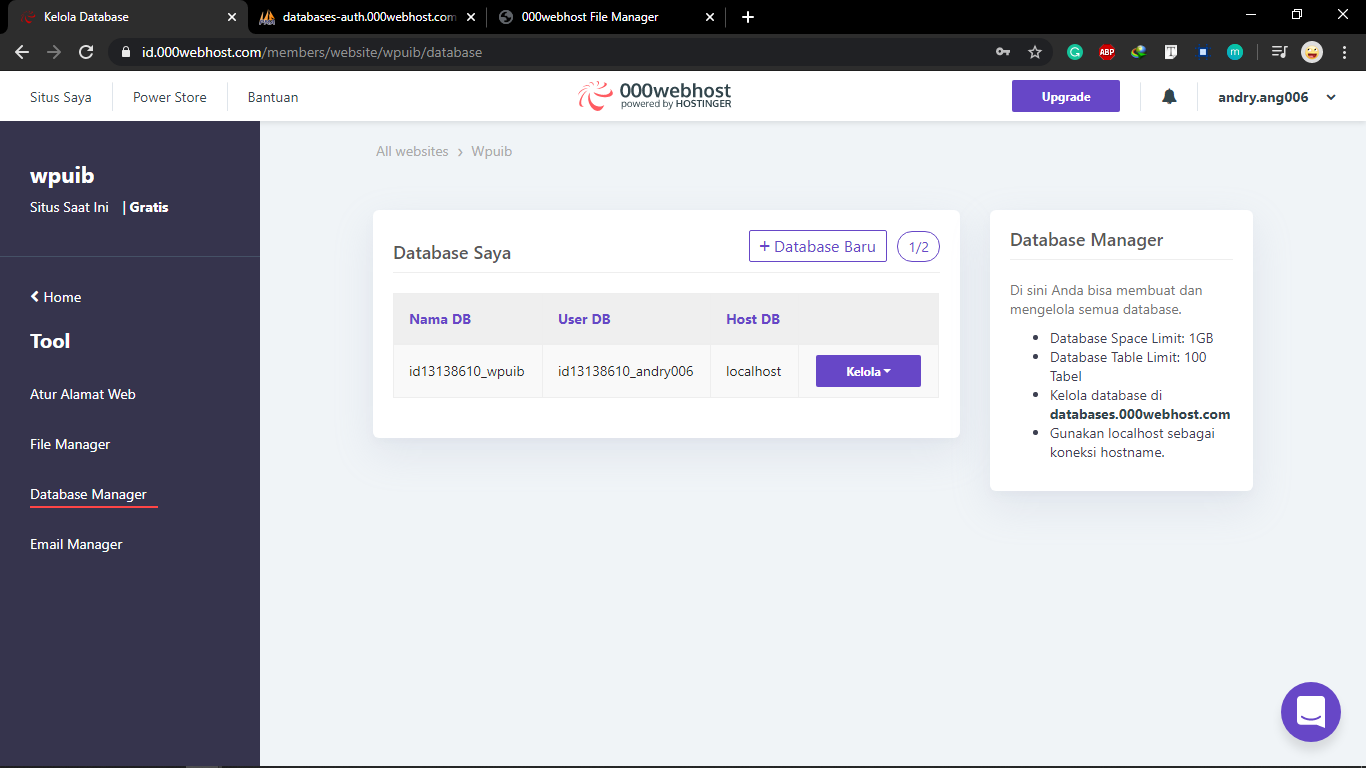 Kelola Database
databases-auth.000webhost.com
000webhost File Manager
id.000webhost.com/members/website/wpuib/database
ABP
T
m
Situs Saya
Power Store
Bantuan
000webhost
powered by HOSTINGER
Upgrade
andry.ang006
wpuib
Situs Saat Ini | Gratis
Home
Tool
Atur Alamat Web
File Manager
Database Manager
Email Manager
All websites › Wpuib
Database Saya
+ Database Baru
1/2
Nama DB User DB Host DB
id13138610_wpuib id13138610_andry006 localhost Kelola
Database Manager
Di sini Anda bisa membuat dan
mengelola semua database.
• Database Space Limit: 1GB
• Database Table Limit: 100
Tabel
• Kelola database di
databases.000webhost.com
• Gunakan localhost sebagai
koneksi hostname.